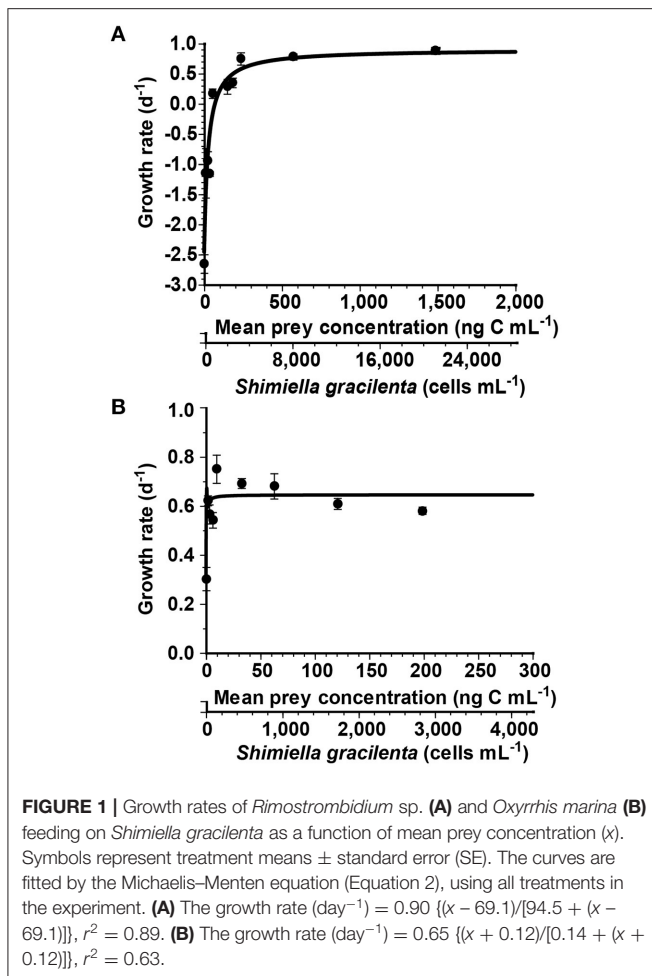 A
1.0
0.5
0.0
-0.5
-1.0
-1.5
-2.0
-2.5
-3.0
Growth rate (d⁻¹)
0 500 1,000 1,500 2,000
Mean prey concentration (ng C mL⁻¹)
0 8,000 16,000 24,000
Shimiella gracilenta (cells mL⁻¹)
B
1.0
0.8
0.6
0.4
0.2
0.0
Growth rate (d⁻¹)
0 50 100 150 200 250 300
Mean prey concentration (ng C mL⁻¹)
0 1,000 2,000 3,000 4,000
Shimiella gracilenta (cells mL⁻¹)
FIGURE 1 | Growth rates of Rimostrombidium sp. (A) and Oxyrrhis marina (B)
feeding on Shimiella gracilenta as a function of mean prey concentration (x).
Symbols represent treatment means ± standard error (SE). The curves are
fitted by the Michaelis–Menten equation (Equation 2), using all treatments in
the experiment. (A) The growth rate (day⁻¹) = 0.90 {(x – 69.1)/[94.5 + (x –
69.1)]}, r² = 0.89. (B) The growth rate (day⁻¹) = 0.65 {(x + 0.12)/[0.14 + (x +
0.12)]}, r² = 0.63.